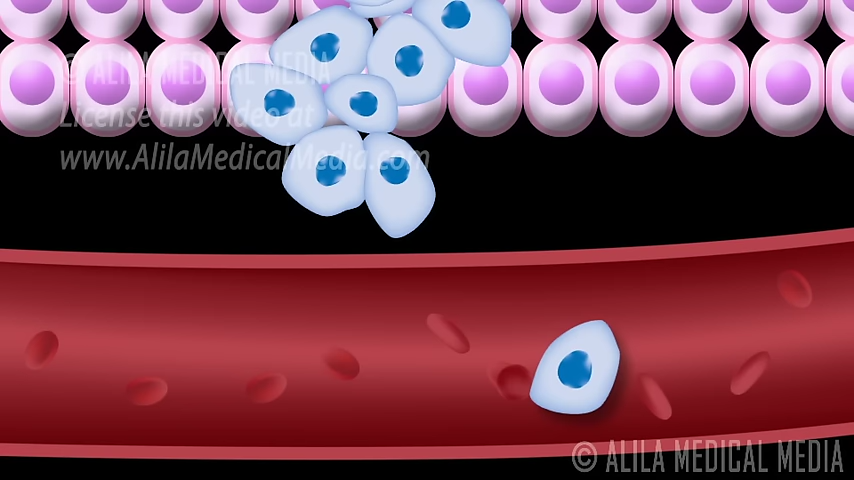 © ALILA MEDICAL MEDIA
License this video at
www.AlilaMedicalMedia.com
© ALILA MEDICAL MEDIA